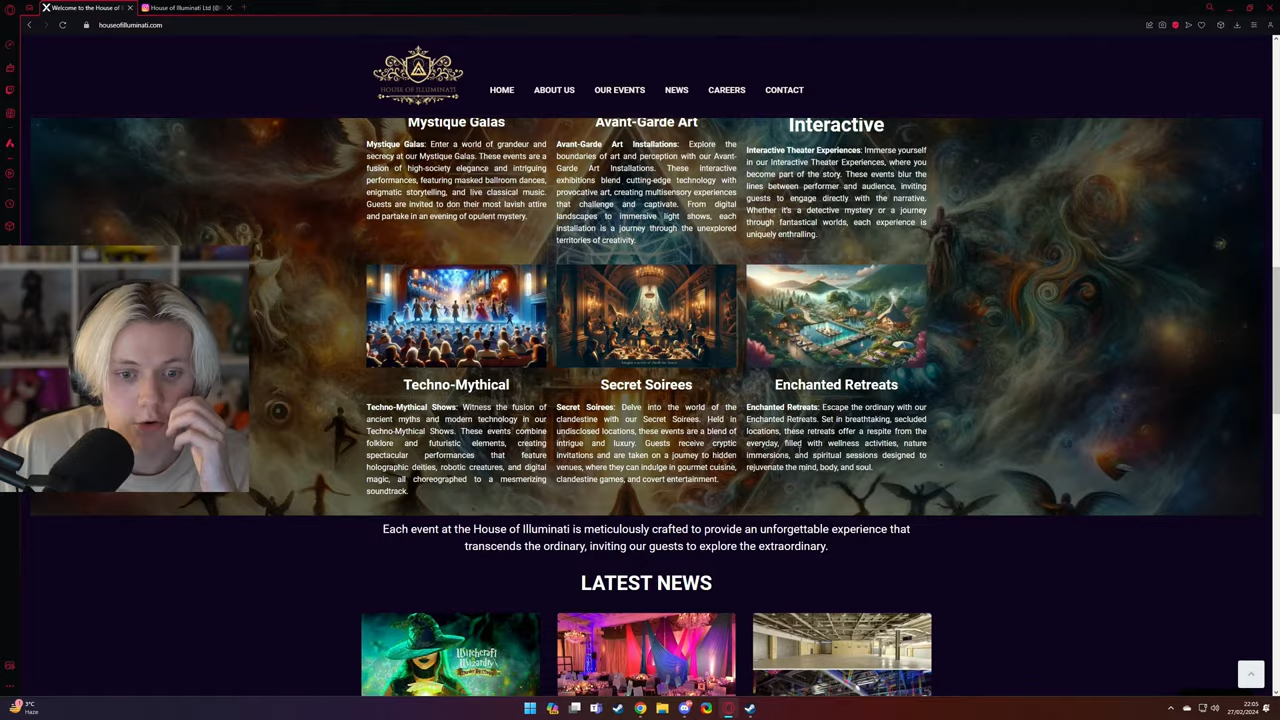 Welcome to the House of I
House of Illuminati Ltd (@
houseofilluminati.com
HOUSE OF ILLUMINATI
HOME
ABOUT US
OUR EVENTS
NEWS
CAREERS
CONTACT
Mystique Galas
Mystique Galas: Enter a world of grandeur and
secrecy at our Mystique Galas. These events are a
fusion of high-society elegance and intriguing
performances, featuring masked ballroom dances,
enigmatic storytelling, and live classical music.
Guests are invited to don their most lavish attire
and partake in an evening of opulent mystery.
Avant-Garde Art
Avant-Garde Art Installations: Explore the
boundaries of art and perception with our Avant-
Garde Art Installations. These interactive
exhibitions blend cutting-edge technology with
provocative art, creating multisensory experiences
that challenge and captivate. From digital
landscapes to immersive light shows, each
installation is a journey through the unexplored
territories of creativity.
Interactive
Interactive Theater Experiences: Immerse yourself
in our Interactive Theater Experiences, where you
become part of the story. These events blur the
lines between performer and audience, inviting
guests to engage directly with the narrative.
Whether it's a detective mystery or a journey
through fantastical worlds, each experience is
uniquely enthralling.
Techno-Mythical
Techno-Mythical Shows: Witness the fusion of
ancient myths and modern technology in our
Techno-Mythical Shows. These events combine
folklore and futuristic elements, creating
spectacular performances that feature
holographic deities, robotic creatures, and digital
magic, all choreographed to a mesmerizing
soundtrack.
Secret Soirees
Secret Soirees: Delve into the world of the
clandestine with our Secret Soirees. Held in
undisclosed locations, these events are a blend of
intrigue and luxury. Guests receive cryptic
invitations and are taken on a journey to hidden
venues, where they can indulge in gourmet cuisine,
clandestine games, and covert entertainment.
Enchanted Retreats
Enchanted Retreats: Escape the ordinary with our
Enchanted Retreats. Set in breathtaking, secluded
locations, these retreats offer a respite from the
everyday, filled with wellness activities, nature
immersions, and spiritual sessions designed to
rejuvenate the mind, body, and soul.
Each event at the House of Illuminati is meticulously crafted to provide an unforgettable experience that
transcends the ordinary, inviting our guests to explore the extraordinary.
LATEST NEWS
Witchcraft
Wizardry
3°C
Haze
22:05
27/02/2024